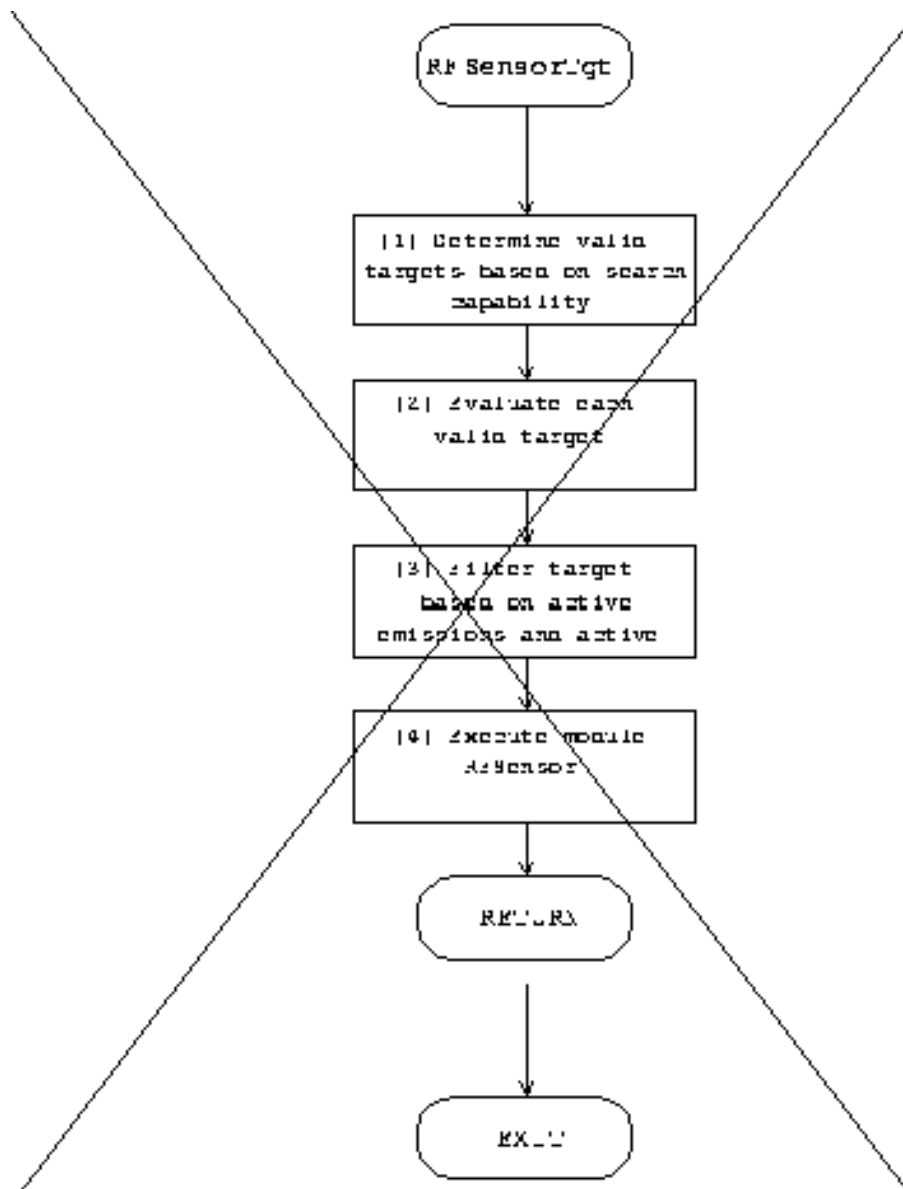 RFSensorTgt
[1] Determine valid
targets based on search
capability
[2] Evaluate each
valid target
[3] Filter target
based on active
emissions and active
[4] Execute module
RFSensor
RETURN
EXIT